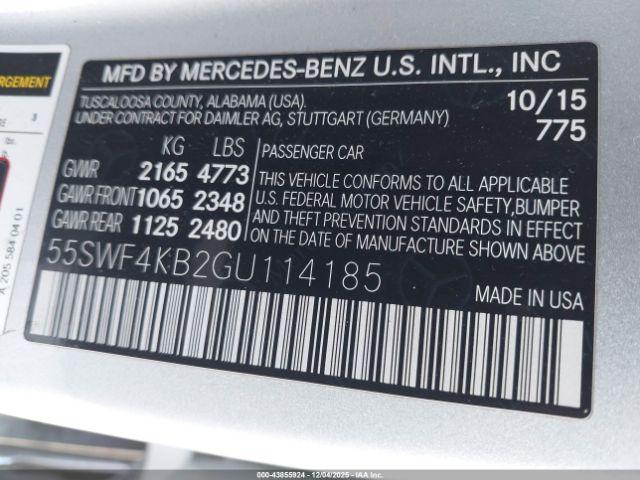 MFD BY MERCEDES-BENZ U.S. INTL., INC
TUSCALOOSA COUNTY, ALABAMA (USA). 10/15
UNDER CONTRACT FOR DAIMLER AG, STUTTGART (GERMANY) 775
KG LBS
GVWR 2165 4773
GAWR FRONT 1065 2348
GAWR REAR 1125 2480
PASSENGER CAR
THIS VEHICLE CONFORMS TO ALL APPLICABLE
U.S. FEDERAL MOTOR VEHICLE SAFETY, BUMPER
AND THEFT PREVENTION STANDARDS IN EFFECT
ON THE DATE OF MANUFACTURE SHOWN ABOVE.
55SWF4KB2GU114185
MADE IN USA
A 205 584 04 01
000-43855924 - 12/04/2025 - iaai.com